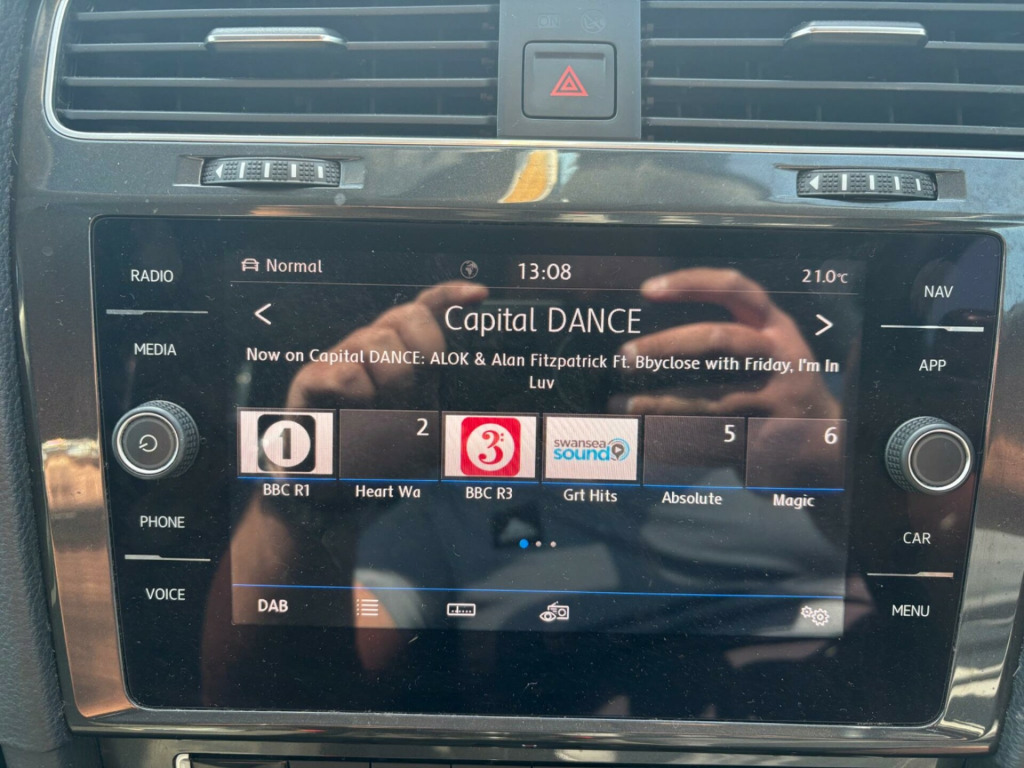 RADIO
MEDIA
PHONE
VOICE
Normal
13:08
21.0°C
< Capital DANCE >
Now on Capital DANCE: ALOK & Alan Fitzpatrick Ft. Bbyclose with Friday, I'm In
Luv
1 2 3 swansea 5 6
sound
BBC R1 Heart Wa BBC R3 Grt Hits Absolute Magic
DAB
NAV
APP
CAR
MENU